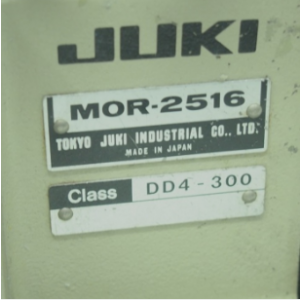 JUKI
MOR-2516
TOKYO JUKI INDUSTRIAL CO., LTD.
MADE IN JAPAN
Class DD4-300